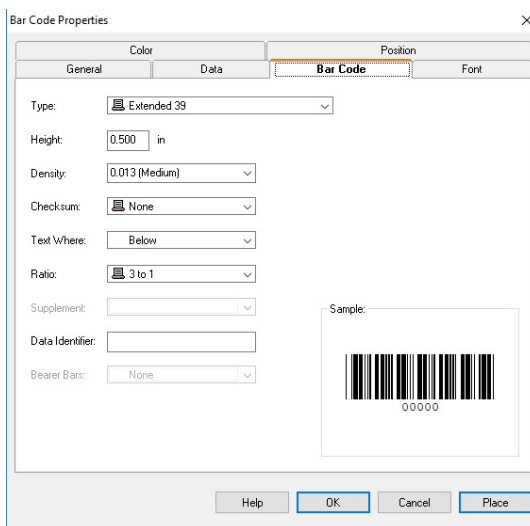 Bar Code Properties
Color Position
General Data Bar Code Font
Type: Extended 39
Height: 0.500 in
Density: 0.013 (Medium)
Checksum: None
Text Where: Below
Ratio: 3 to 1
Supplement:
Data Identifier:
Bearer Bars: None
Sample:
00000
Help OK Cancel Place